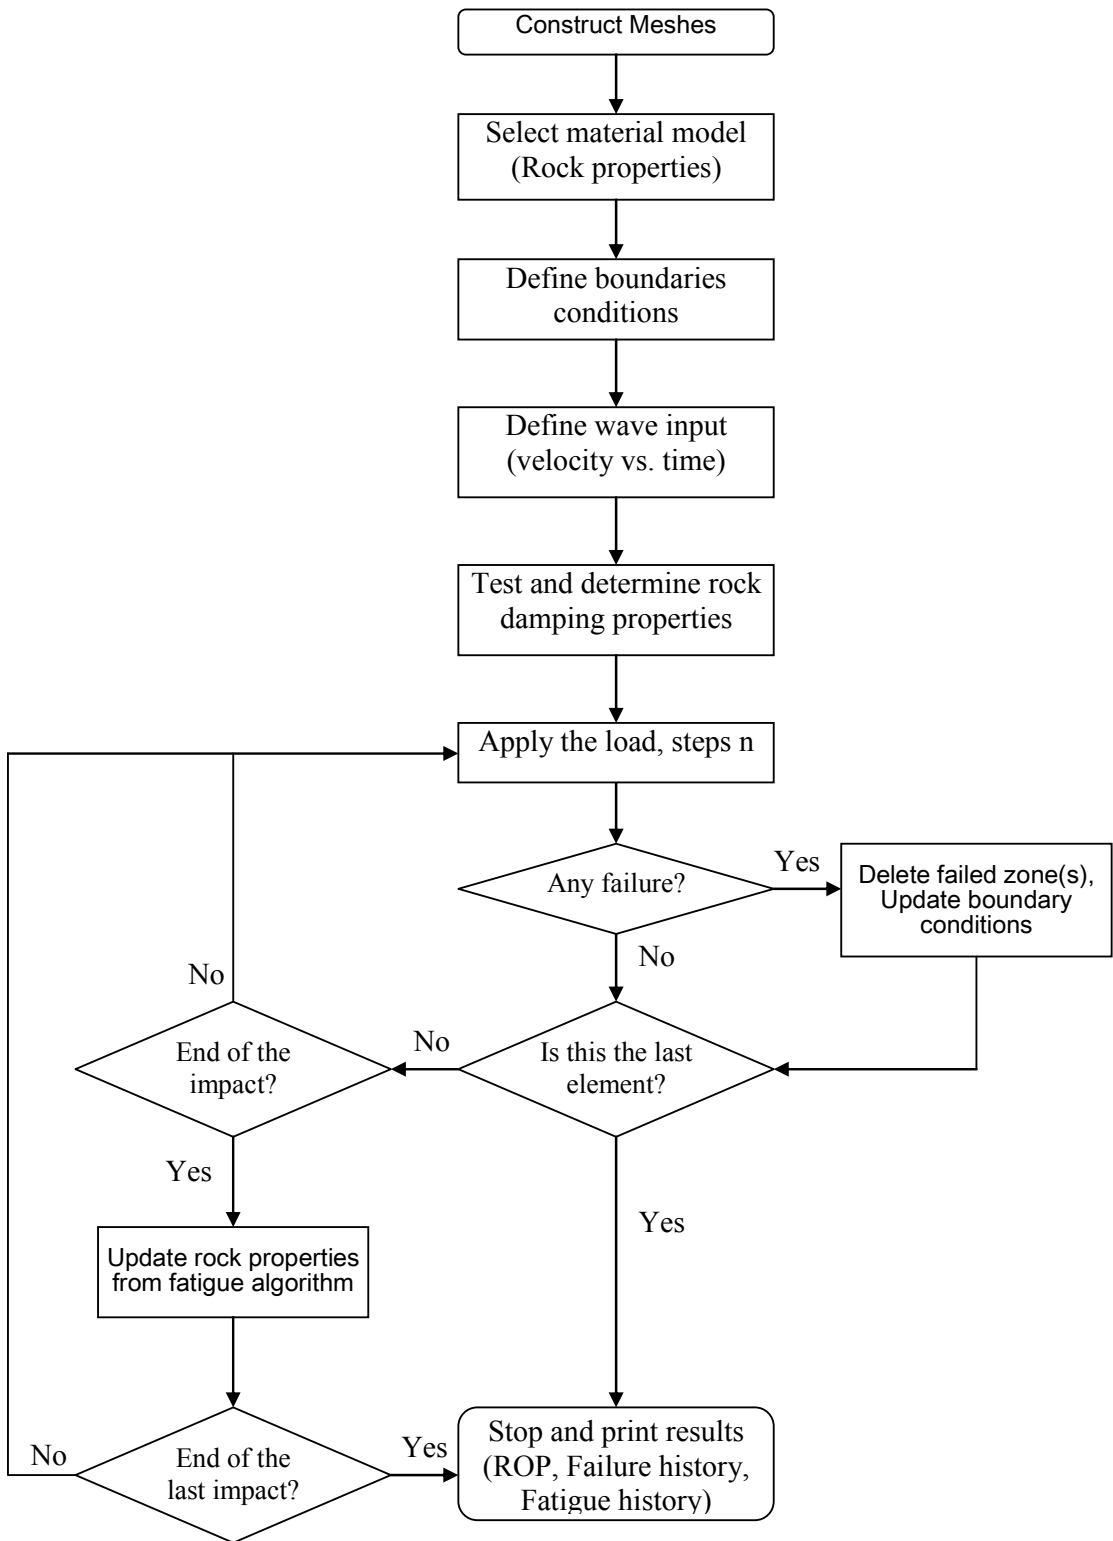 Construct Meshes
Select material model
(Rock properties)
Define boundaries
conditions
Define wave input
(velocity vs. time)
Test and determine rock
damping properties
Apply the load, steps n
Any failure?
Yes
Delete failed zone(s),
Update boundary
conditions
No
Is this the last
element?
No
End of the
impact?
No
Yes
Update rock properties
from fatigue algorithm
Yes
End of the
last impact?
No
Yes
Stop and print results
(ROP, Failure history,
Fatigue history)